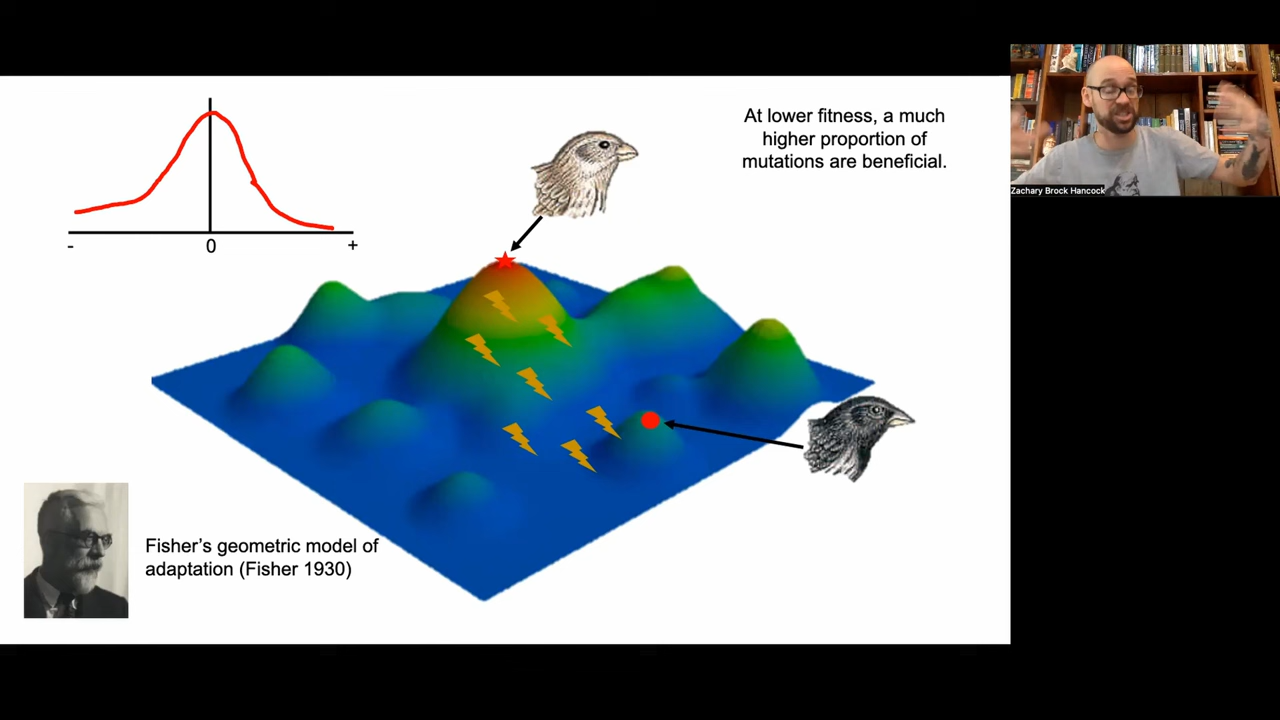 At lower fitness, a much
higher proportion of
mutations are beneficial.
Zachary Brock Hancock
- 0 +
Fisher's geometric model of
adaptation (Fisher 1930)